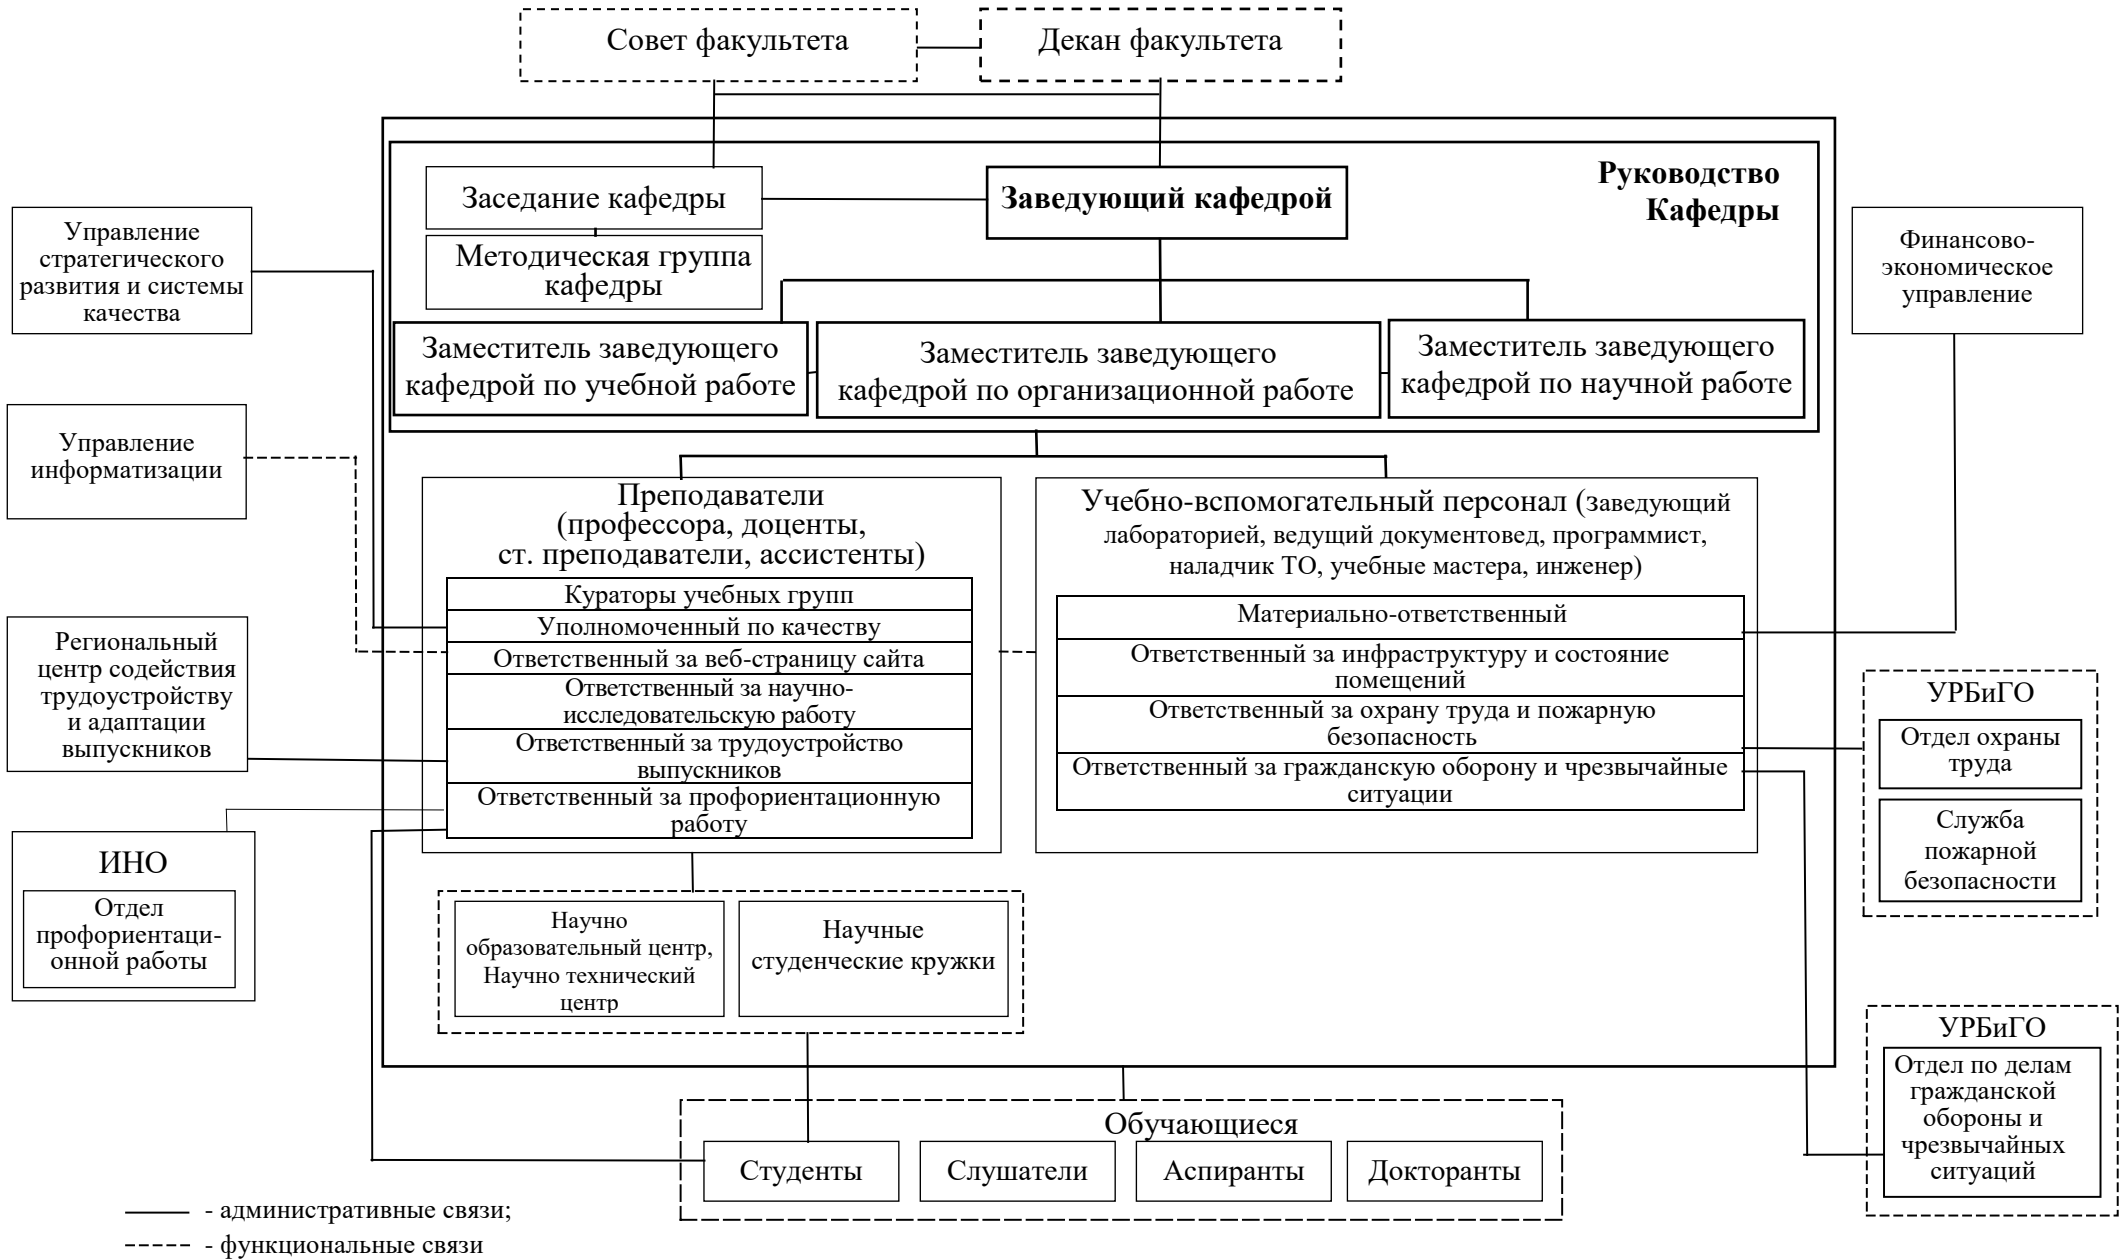 Совет факультета
Декан факультета
Руководство
Кафедры
Заседание кафедры
Заведующий кафедрой
Методическая группа
кафедры
Заместитель заведующего
кафедрой по учебной работе
Заместитель заведующего
кафедрой по организационной работе
Заместитель заведующего
кафедрой по научной работе
Управление
стратегического
развития и системы
качества
Управление
информатизации
Региональный
центр содействия
трудоустройству
и адаптации
выпускников
ИНО
Отдел
профориентаци-
онной работы
Преподаватели
(профессора, доценты,
ст. преподаватели, ассистенты)
Кураторы учебных групп
Уполномоченный по качеству
Ответственный за веб-страницу сайта
Ответственный за научно-
исследовательскую работу
Ответственный за трудоустройство
выпускников
Ответственный за профориентационную
работу
Учебно-вспомогательный персонал (заведующий
лабораторией, ведущий документовед, программист,
наладчик ТО, учебные мастера, инженер)
Материально-ответственный
Ответственный за инфраструктуру и состояние
помещений
Ответственный за охрану труда и пожарную
безопасность
Ответственный за гражданскую оборону и чрезвычайные
ситуации
Финансово-
экономическое
управление
УРБиГО
Отдел охраны
труда
Служба
пожарной
безопасности
УРБиГО
Отдел по делам
гражданской
обороны и
чрезвычайных
ситуаций
Научно
образовательный центр,
Научно технический
центр
Научные
студенческие кружки
Обучающиеся
Студенты
Слушатели
Аспиранты
Докторанты
- административные связи;
- функциональные связи